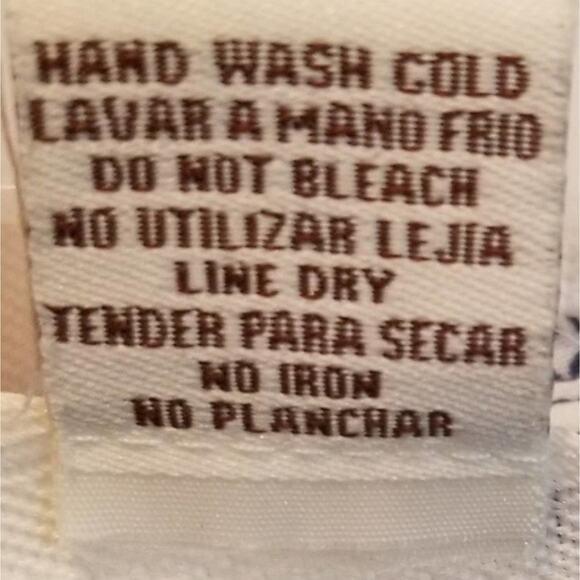 HAND WASH COLD
LAVAR A MANO FRIO
DO NOT BLEACH
NO UTILIZAR LEJIA
LINE DRY
TENDER PARA SECAR
NO IRON
NO PLANCHAR